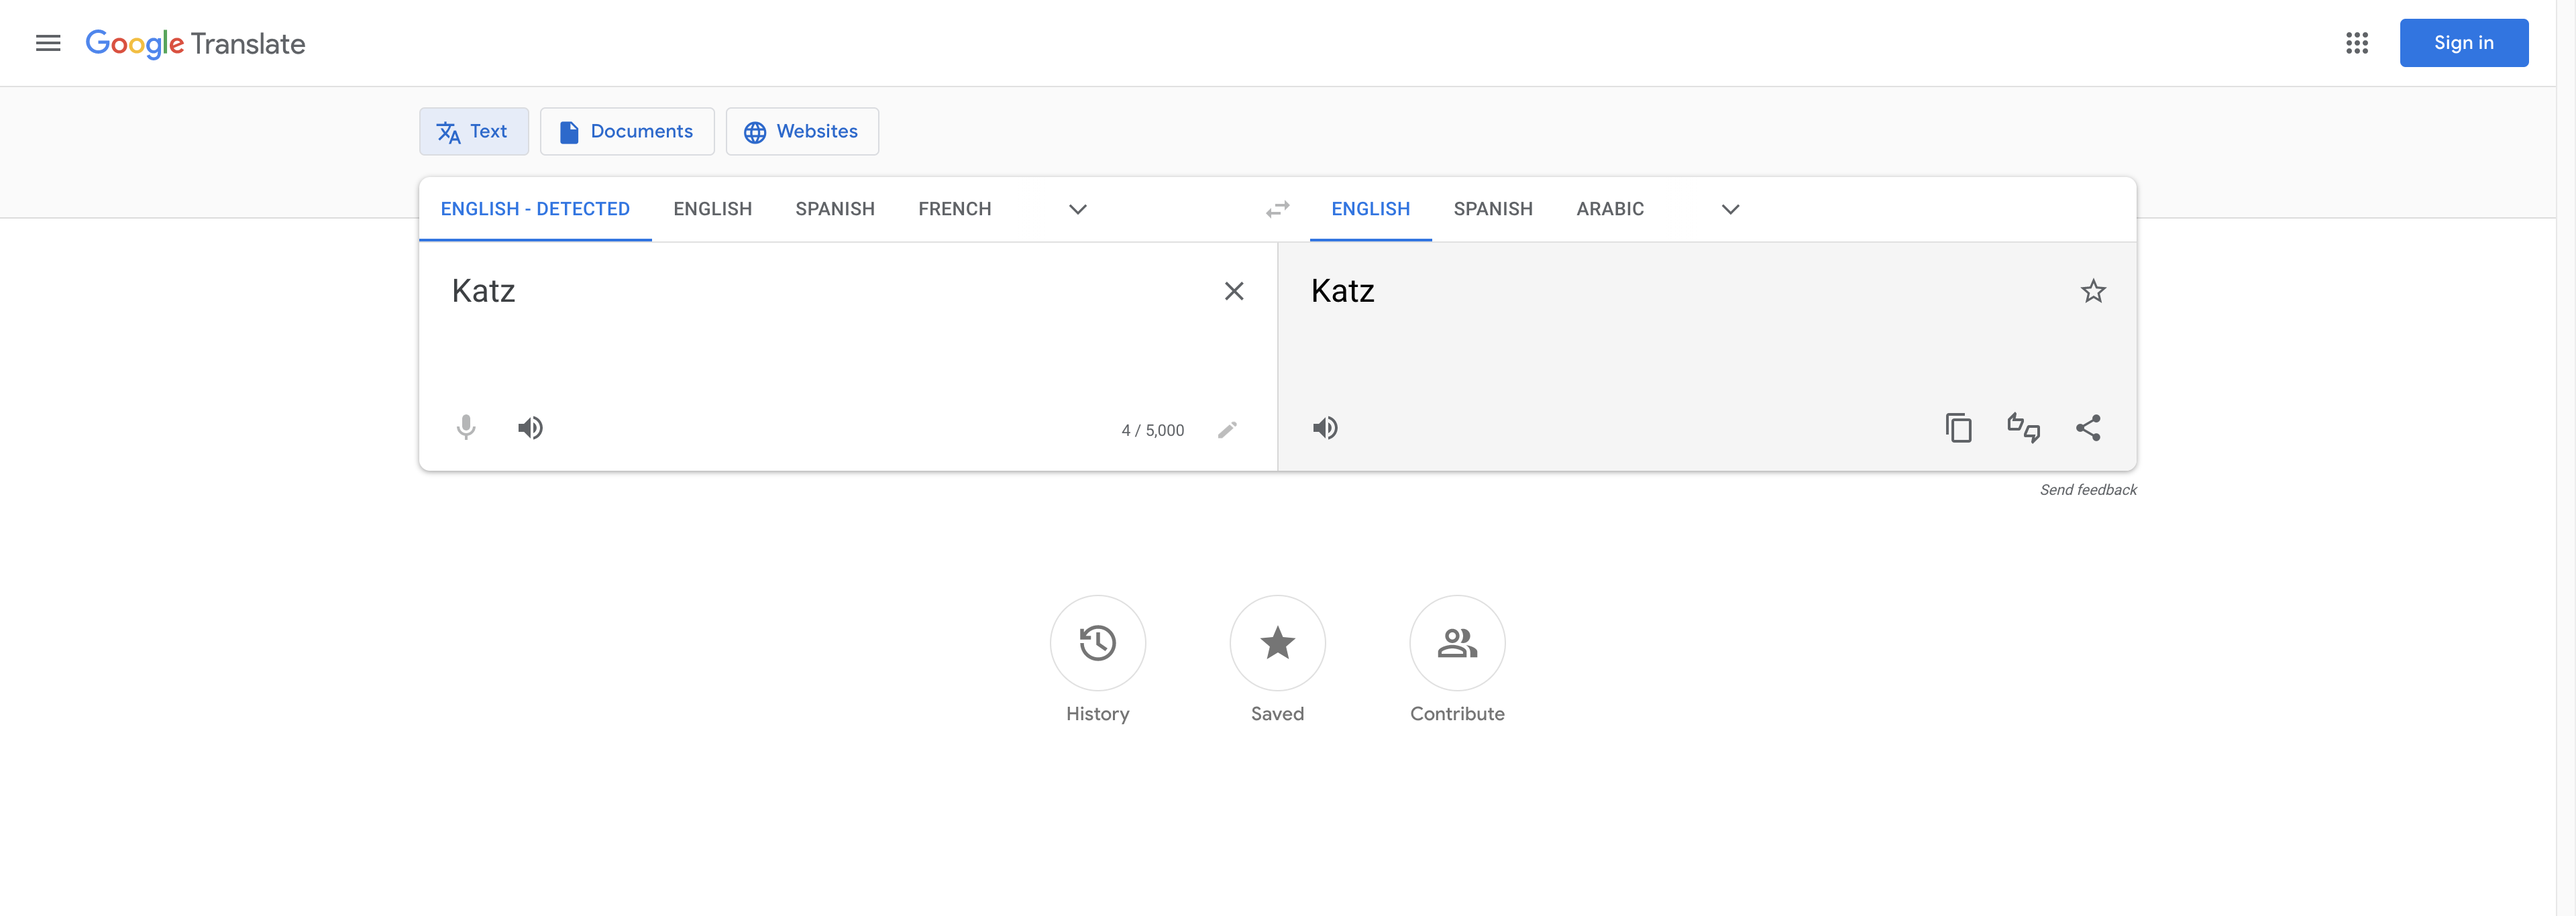 Google Translate
Sign in
Text
Documents
Websites
ENGLISH - DETECTED
ENGLISH
SPANISH
FRENCH
ENGLISH
SPANISH
ARABIC
Katz
Katz
4 / 5,000
Send feedback
History
Saved
Contribute